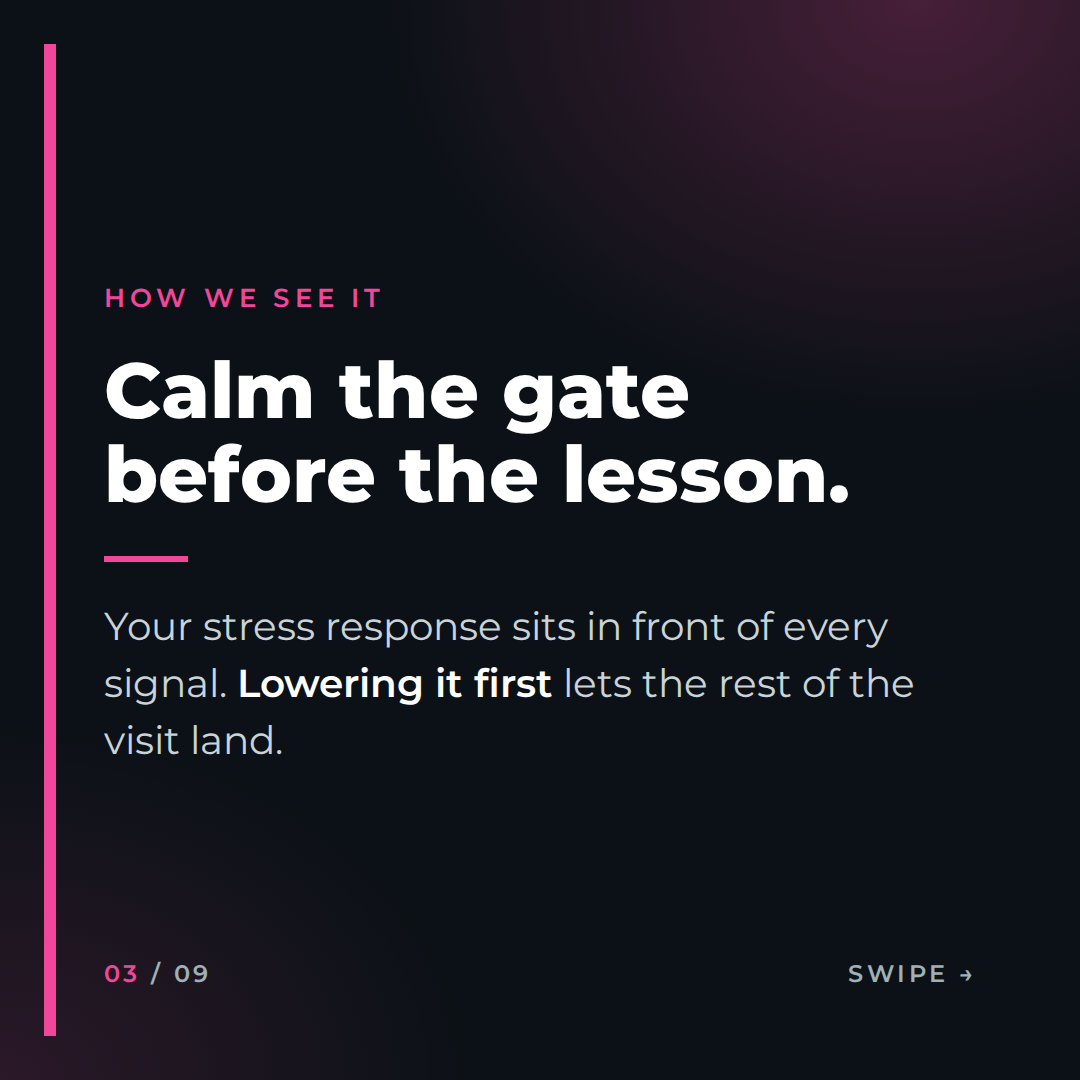 HOW WE SEE IT
Calm the gate
before the lesson.
Your stress response sits in front of every
signal. Lowering it first lets the rest of the
visit land.
03 / 09
SWIPE →